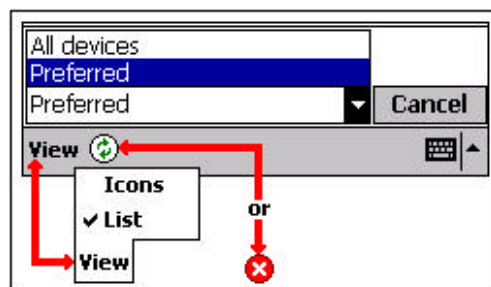 All devices
Preferred
Preferred Cancel
View
Icons
List
or
View